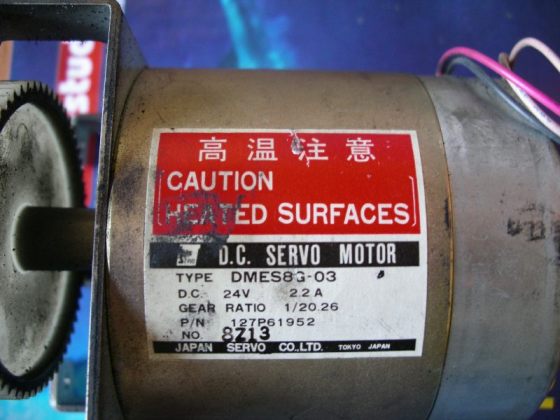 高温注意
CAUTION
HEATED SURFACES
D.C. SERVO MOTOR
TYPE DMES8G-03
D.C. 24V 2.2 A
GEAR RATIO 1/20.26
P/N 127P61952
NO. 8Z13
JAPAN SERVO CO.,LTD. TOKYO JAPAN